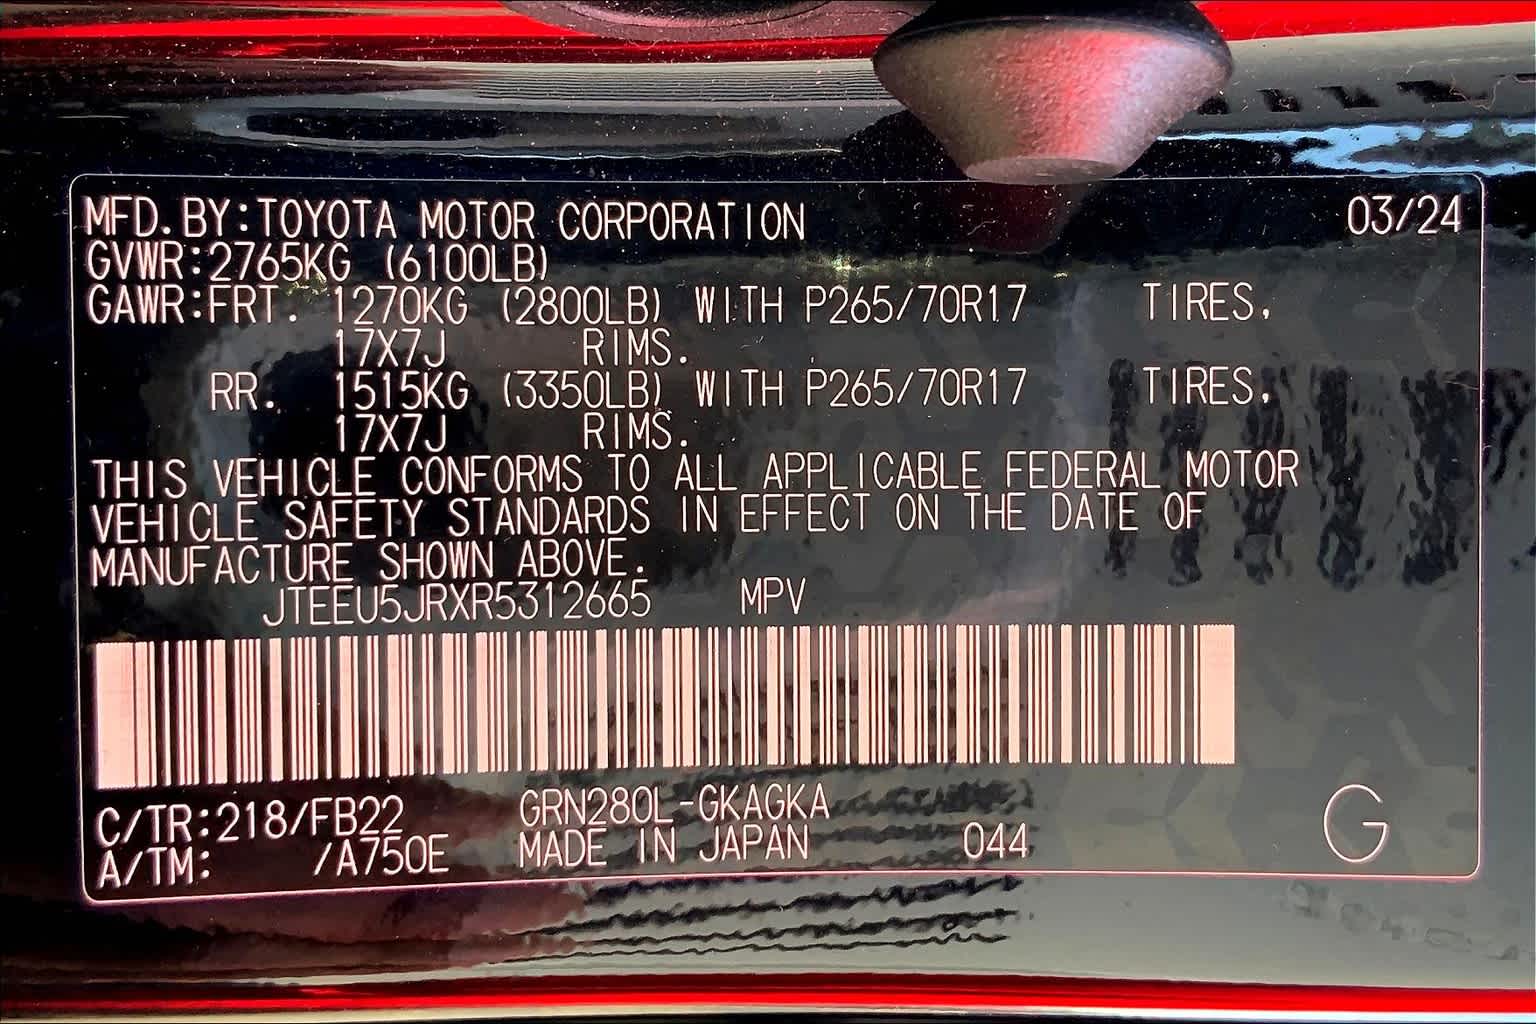 MFD.BY:TOYOTA MOTOR CORPORATION 03/24
GVWR:2765KG (6100LB)
GAWR:FRT. 1270KG (2800LB) WITH P265/70R17 TIRES,
17X7J RIMS.
RR. 1515KG (3350LB) WITH P265/70R17 TIRES,
17X7J RIMS.
THIS VEHICLE CONFORMS TO ALL APPLICABLE FEDERAL MOTOR
VEHICLE SAFETY STANDARDS IN EFFECT ON THE DATE OF
MANUFACTURE SHOWN ABOVE.
JTEEU5JRXR5312665 MPV
C/TR:218/FB22 GRN280L-GKAGKA
A/TM: /A750E MADE IN JAPAN 044 G